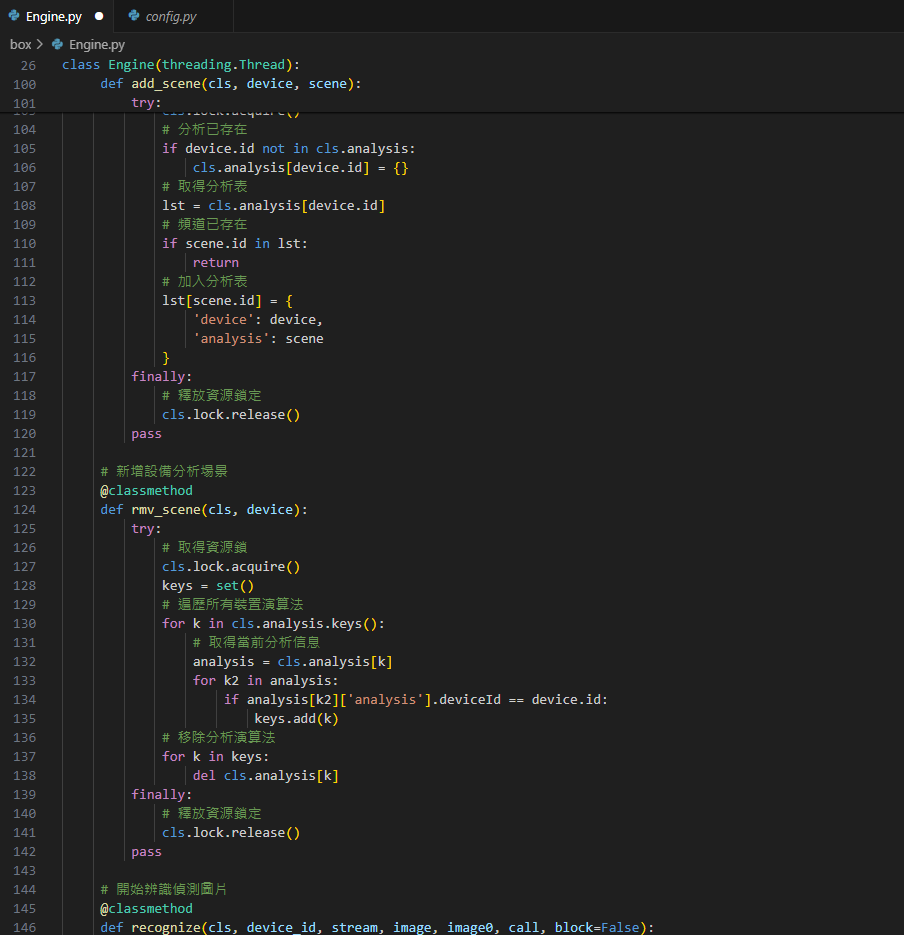 Engine.py ● config.py
box > Engine.py
26 class Engine(threading.Thread):
100 def add_scene(cls, device, scene):
101 try:
103 cls.lock.acquire()
104 # 分析已存在
105 if device.id not in cls.analysis:
106 cls.analysis[device.id] = {}
107 # 取得分析表
108 lst = cls.analysis[device.id]
109 # 頻道已存在
110 if scene.id in lst:
111 return
112 # 加入分析表
113 lst[scene.id] = {
114 'device': device,
115 'analysis': scene
116 }
117 finally:
118 # 釋放資源鎖定
119 cls.lock.release()
120 pass
121
122 # 新增設備分析場景
123 @classmethod
124 def rmv_scene(cls, device):
125 try:
126 # 取得資源鎖
127 cls.lock.acquire()
128 keys = set()
129 # 遍歷所有裝置演算法
130 for k in cls.analysis.keys():
131 # 取得當前分析信息
132 analysis = cls.analysis[k]
133 for k2 in analysis:
134 if analysis[k2]['analysis'].deviceId == device.id:
135 keys.add(k)
136 # 移除分析演算法
137 for k in keys:
138 del cls.analysis[k]
139 finally:
140 # 釋放資源鎖定
141 cls.lock.release()
142 pass
143
144 # 開始辨識偵測圖片
145 @classmethod
146 def recognize(cls, device_id, stream, image, image0, call, block=False):